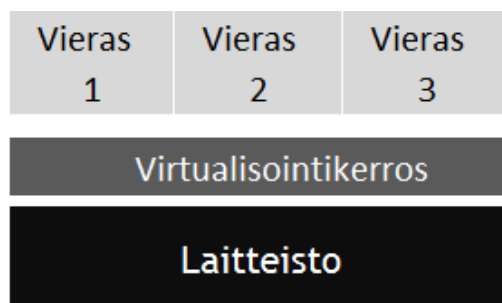 Vieras Vieras Vieras
1 2 3
Virtualisointikerros
Laitteisto